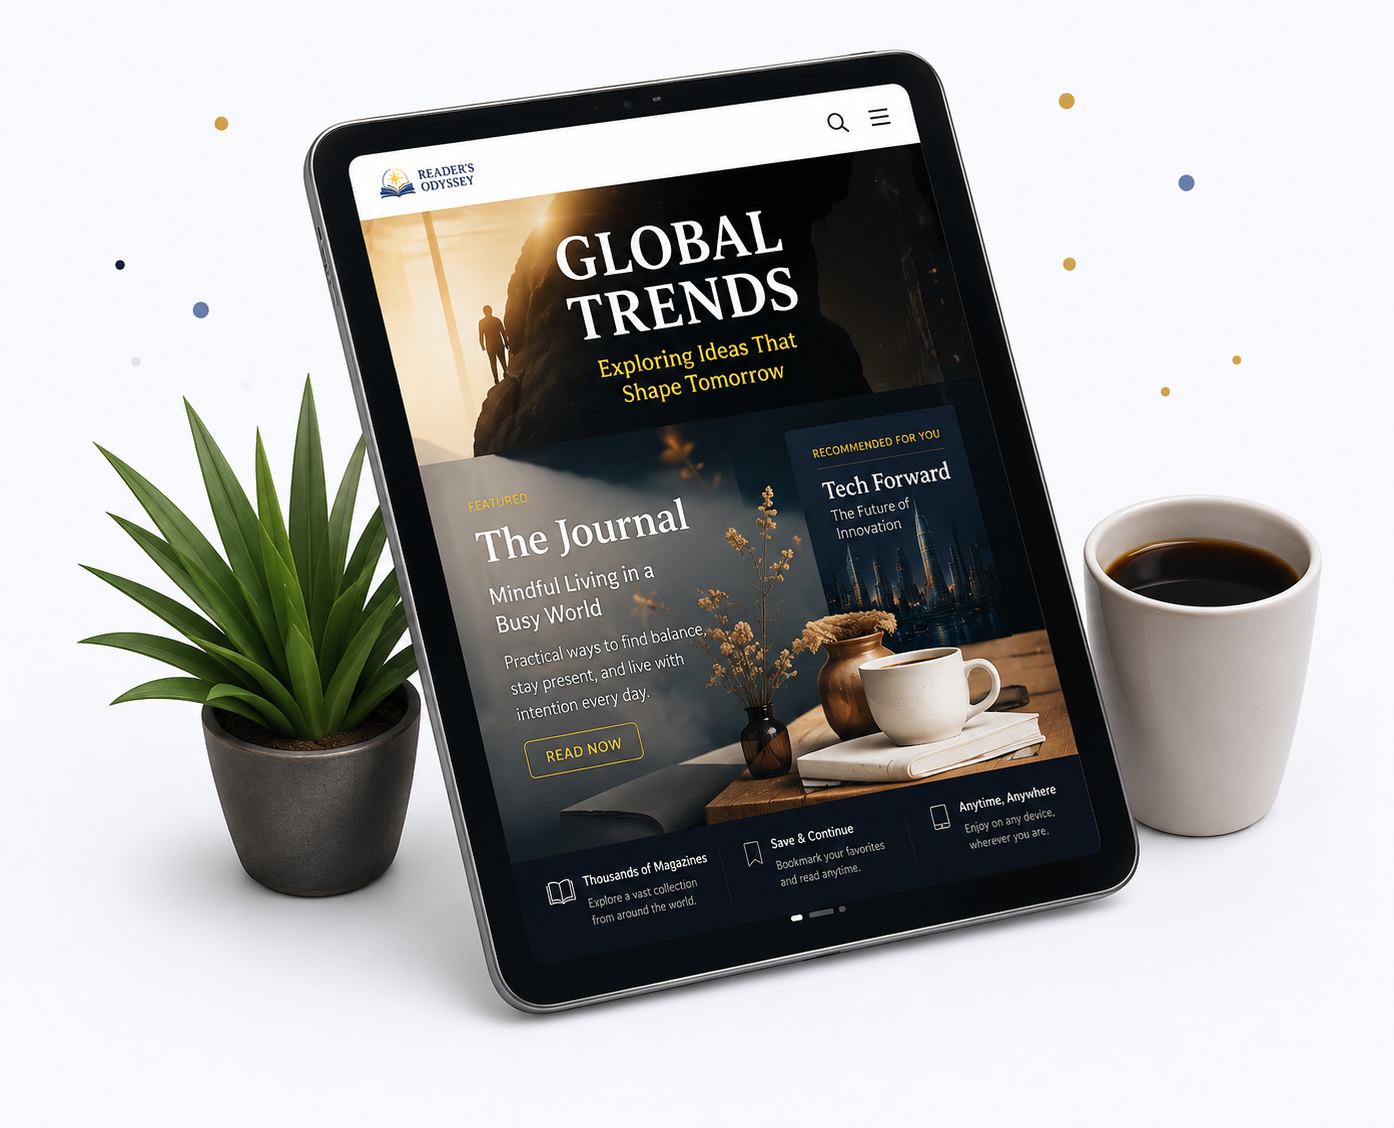 READER'S
ODYSSEY
GLOBAL
TRENDS
Exploring Ideas That
Shape Tomorrow
FEATURED
The Journal
Mindful Living in a
Busy World
Practical ways to find balance,
stay present, and live with
intention every day.
READ NOW
RECOMMENDED FOR YOU
Tech Forward
The Future of
Innovation
Thousands of Magazines
Explore a vast collection
from around the world.
Save & Continue
Bookmark your favorites
and read anytime.
Anytime, Anywhere
Enjoy on any device,
wherever you are.